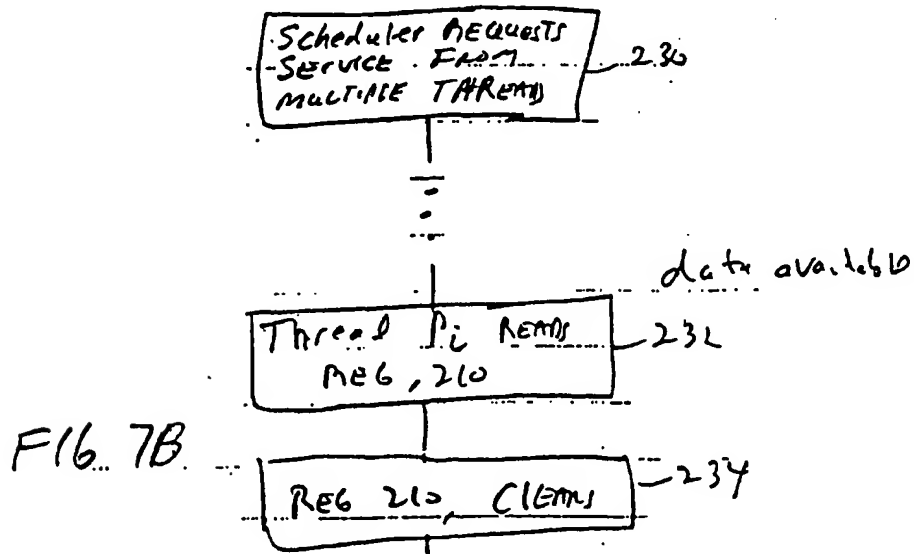 Scheduler REQUESTS
SERVICE FROM
MULTIPLE THREADS
230
data available
Thread Pi READS
REG, 210
232
FIG. 7B
REG 210, CLEARS
234